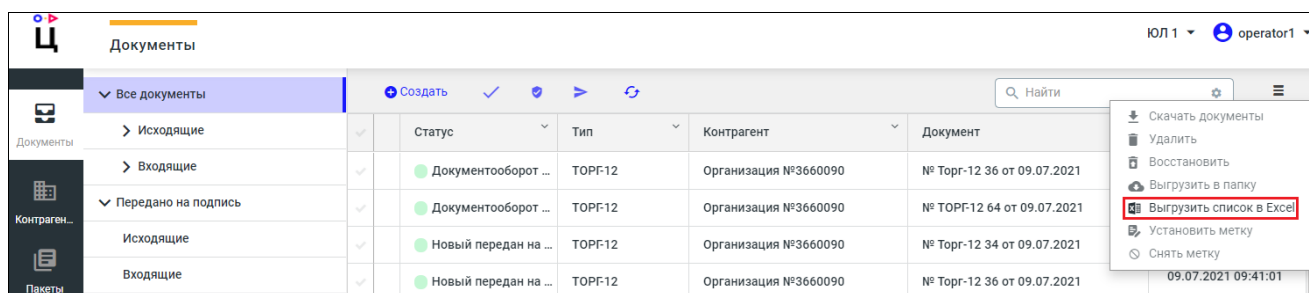 Ц
Документы
ЮЛ 1
operator1
Документы
Контраген...
Пакеты
Все документы
Исходящие
Входящие
Передано на подпись
Исходящие
Входящие
Создать
Найти
Статус Тип Контрагент Документ
Документооборот ... ТОРГ-12 Организация №3660090 № Торг-12 36 от 09.07.2021
Документооборот ... ТОРГ-12 Организация №3660090 № ТОРГ-12 64 от 09.07.2021
Новый передан на ... ТОРГ-12 Организация №3660090 № Торг-12 34 от 09.07.2021
Новый передан на ... ТОРГ-12 Организация №3660090 № Торг-12 36 от 09.07.2021 09.07.2021 09:41:01
Скачать документы
Удалить
Восстановить
Выгрузить в папку
Выгрузить список в Excel
Установить метку
Снять метку